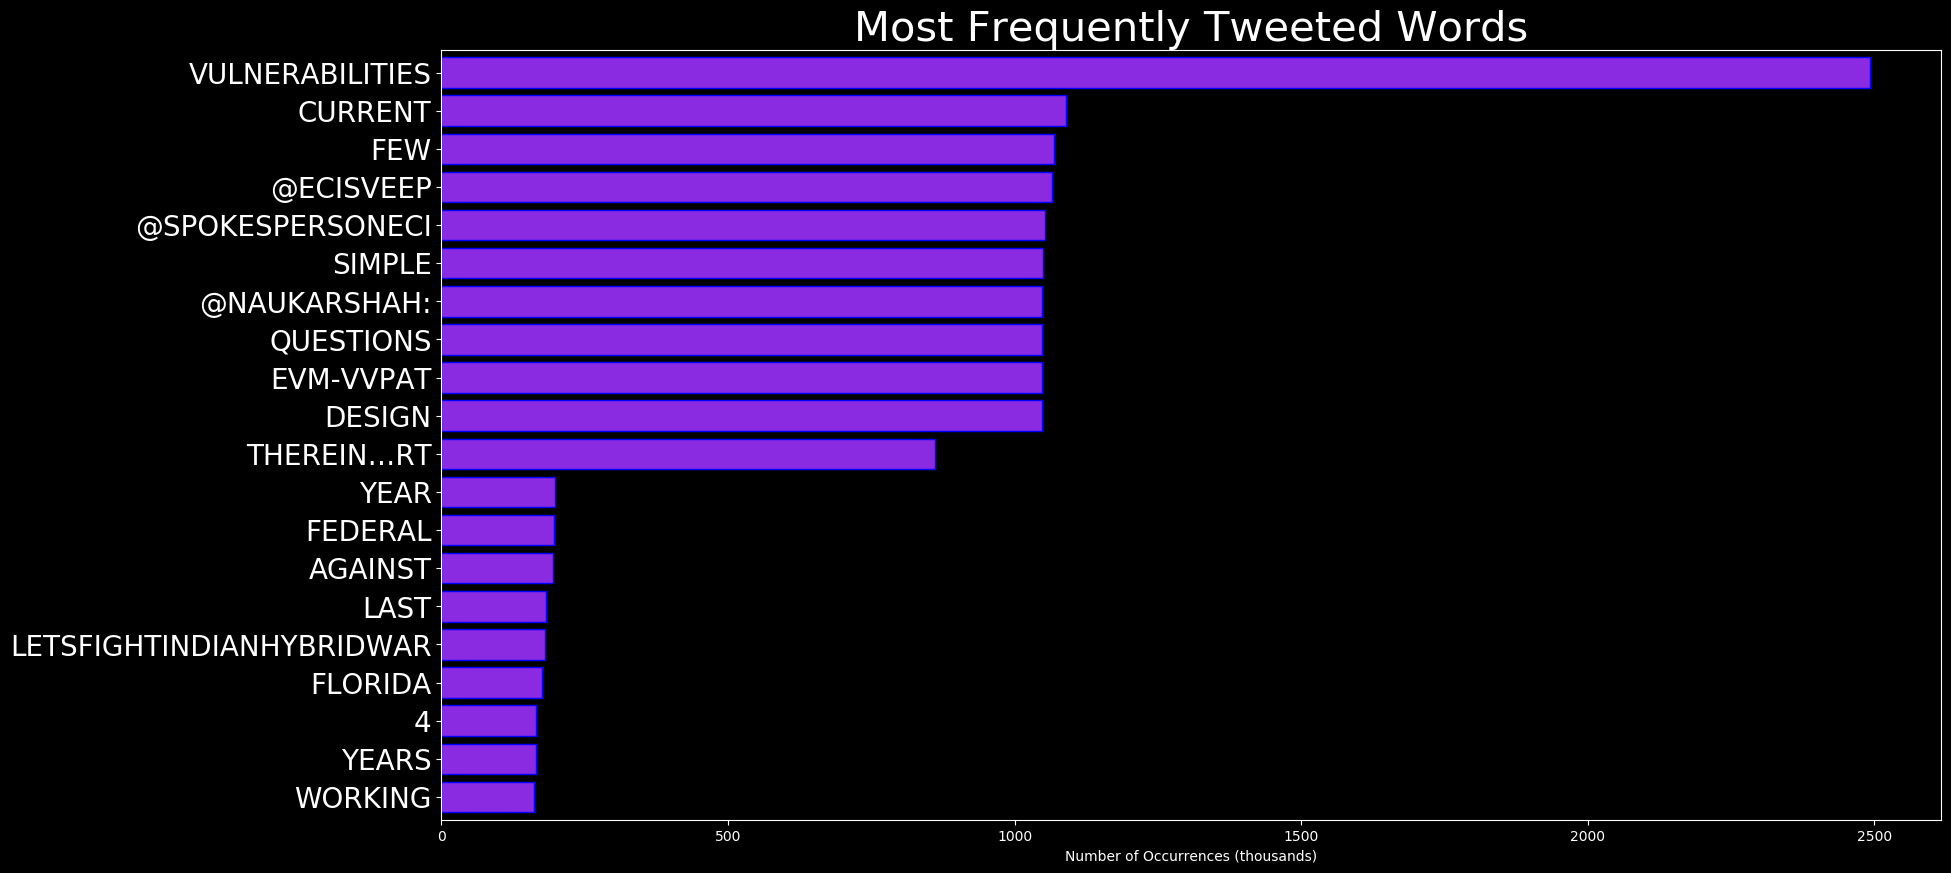 Most Frequently Tweeted Words
VULNERABILITIES
CURRENT
FEW
@ECISVEEP
@SPOKESPERSONECI
SIMPLE
@NAUKARSHAH:
QUESTIONS
EVM-VVPAT
DESIGN
THEREIN…RT
YEAR
FEDERAL
AGAINST
LAST
LETSFIGHTINDIANHYBRIDWAR
FLORIDA
4
YEARS
WORKING
0 500 1000 1500 2000 2500
Number of Occurrences (thousands)